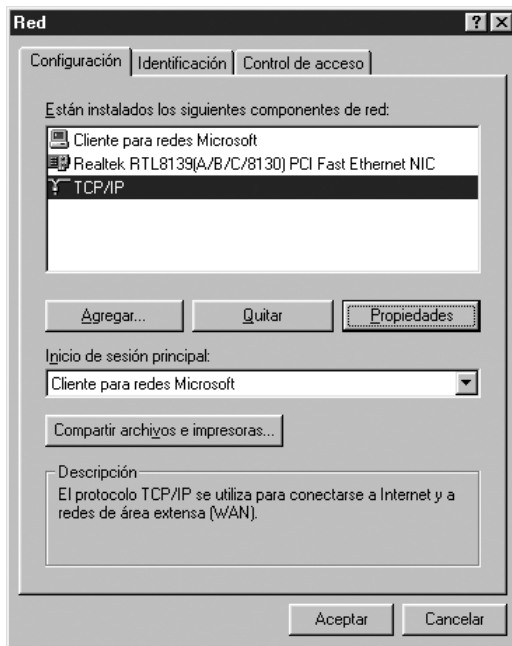 Red
Configuración Identificación Control de acceso
Están instalados los siguientes componentes de red:
Cliente para redes Microsoft
Realtek RTL8139(A/B/C/8130) PCI Fast Ethernet NIC
TCP/IP
Agregar... Quitar Propiedades
Inicio de sesión principal:
Cliente para redes Microsoft
Compartir archivos e impresoras...
Descripción
El protocolo TCP/IP se utiliza para conectarse a Internet y a
redes de área extensa (WAN).
Aceptar Cancelar